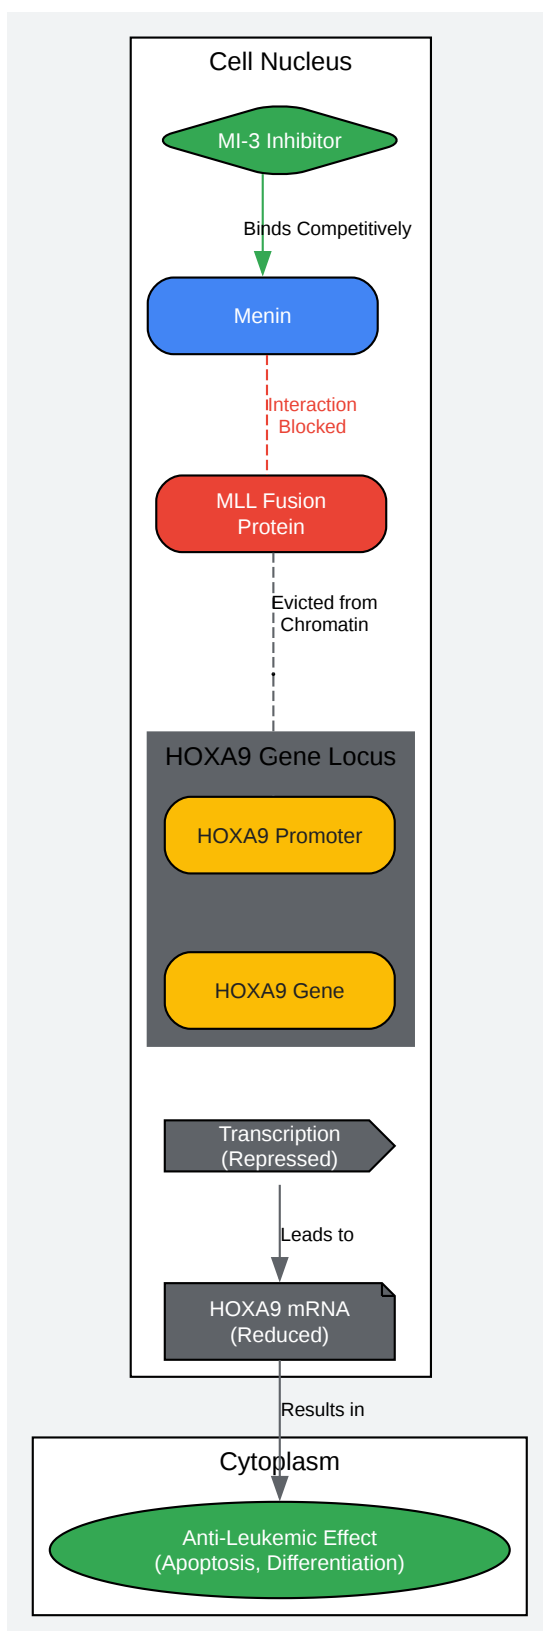 Cell Nucleus
MI-3 Inhibitor
Binds Competitively
Menin
Interaction
Blocked
MLL Fusion
Protein
Evicted from
Chromatin
HOXA9 Gene Locus
HOXA9 Promoter
HOXA9 Gene
Transcription
(Repressed)
Leads to
HOXA9 mRNA
(Reduced)
Results in
Cytoplasm
Anti-Leukemic Effect
(Apoptosis, Differentiation)